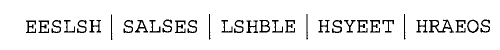 EESLSH | SALSES | LSHBLE | HSYEET | HRAEOS